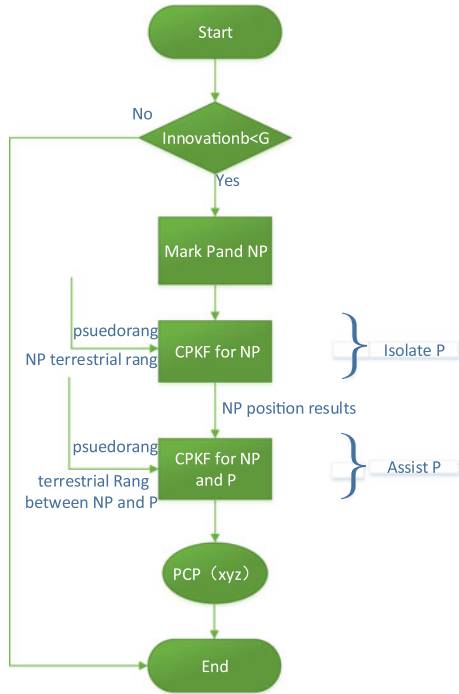 Start
No
Innovationb<G
Yes
Mark Pand NP
psuedorang
NP terrestrial rang
CPKF for NP
Isolate P
NP position results
psuedorang
terrestrial Rang
between NP and P
CPKF for NP
and P
Assist P
PCP（xyz）
End